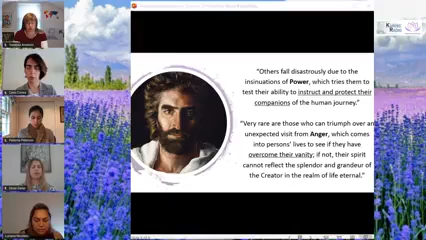 "Others fall disastrously due to the
insinuations of Power, which tries them to
test their ability to instruct and protect their
companions of the human journey."
"Very rare are those who can triumph over an
unexpected visit from Anger, which comes
into persons' lives to see if they have
overcome their vanity; if not, their spirit
cannot reflect the splendor and grandeur of
the Creator in the realm of life eternal."